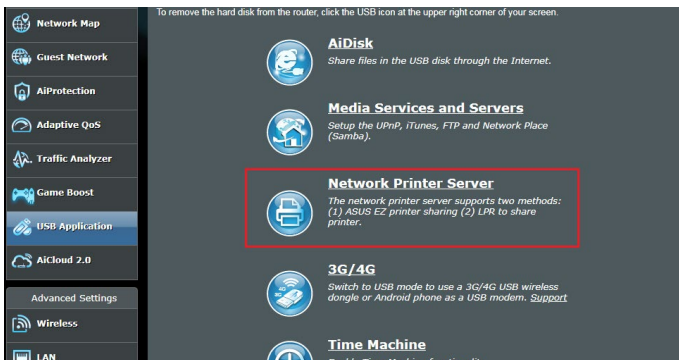 To remove the hard disk from the router, click the USB icon at the upper right corner of your screen.
Network Map
Guest Network
AiProtection
Adaptive QoS
Traffic Analyzer
Game Boost
USB Application
AiCloud 2.0
Advanced Settings
Wireless
LAN
AiDisk
Share files in the USB disk through the Internet.
Media Services and Servers
Setup the UPnP, iTunes, FTP and Network Place
(Samba).
Network Printer Server
The network printer server supports two methods:
(1) ASUS EZ printer sharing (2) LPR to share
printer.
3G/4G
Switch to USB mode to use a 3G/4G USB wireless
dongle or Android phone as a USB modem. Support
Time Machine